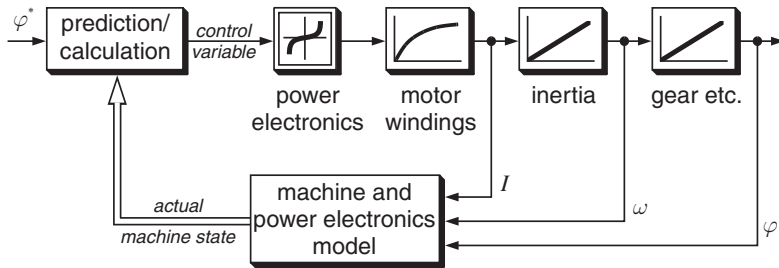 φ*
prediction/
calculation
control
variable
power
electronics
motor
windings
inertia
gear etc.
I
ω
φ
machine and
power electronics
model
actual
machine state